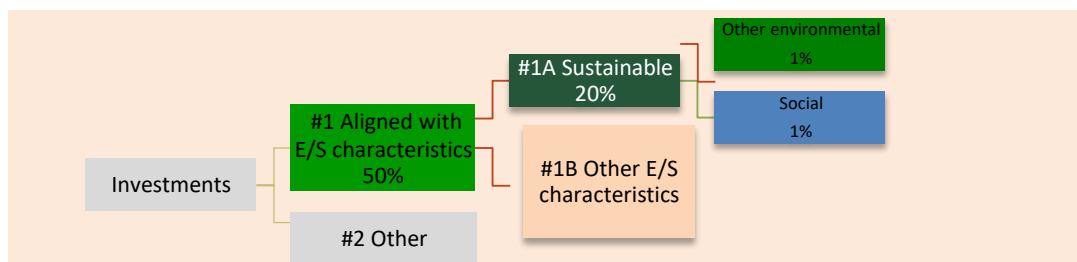 Investments
#1 Aligned with
E/S characteristics
50%
#2 Other
#1A Sustainable
20%
#1B Other E/S
characteristics
Other environmental
1%
Social
1%